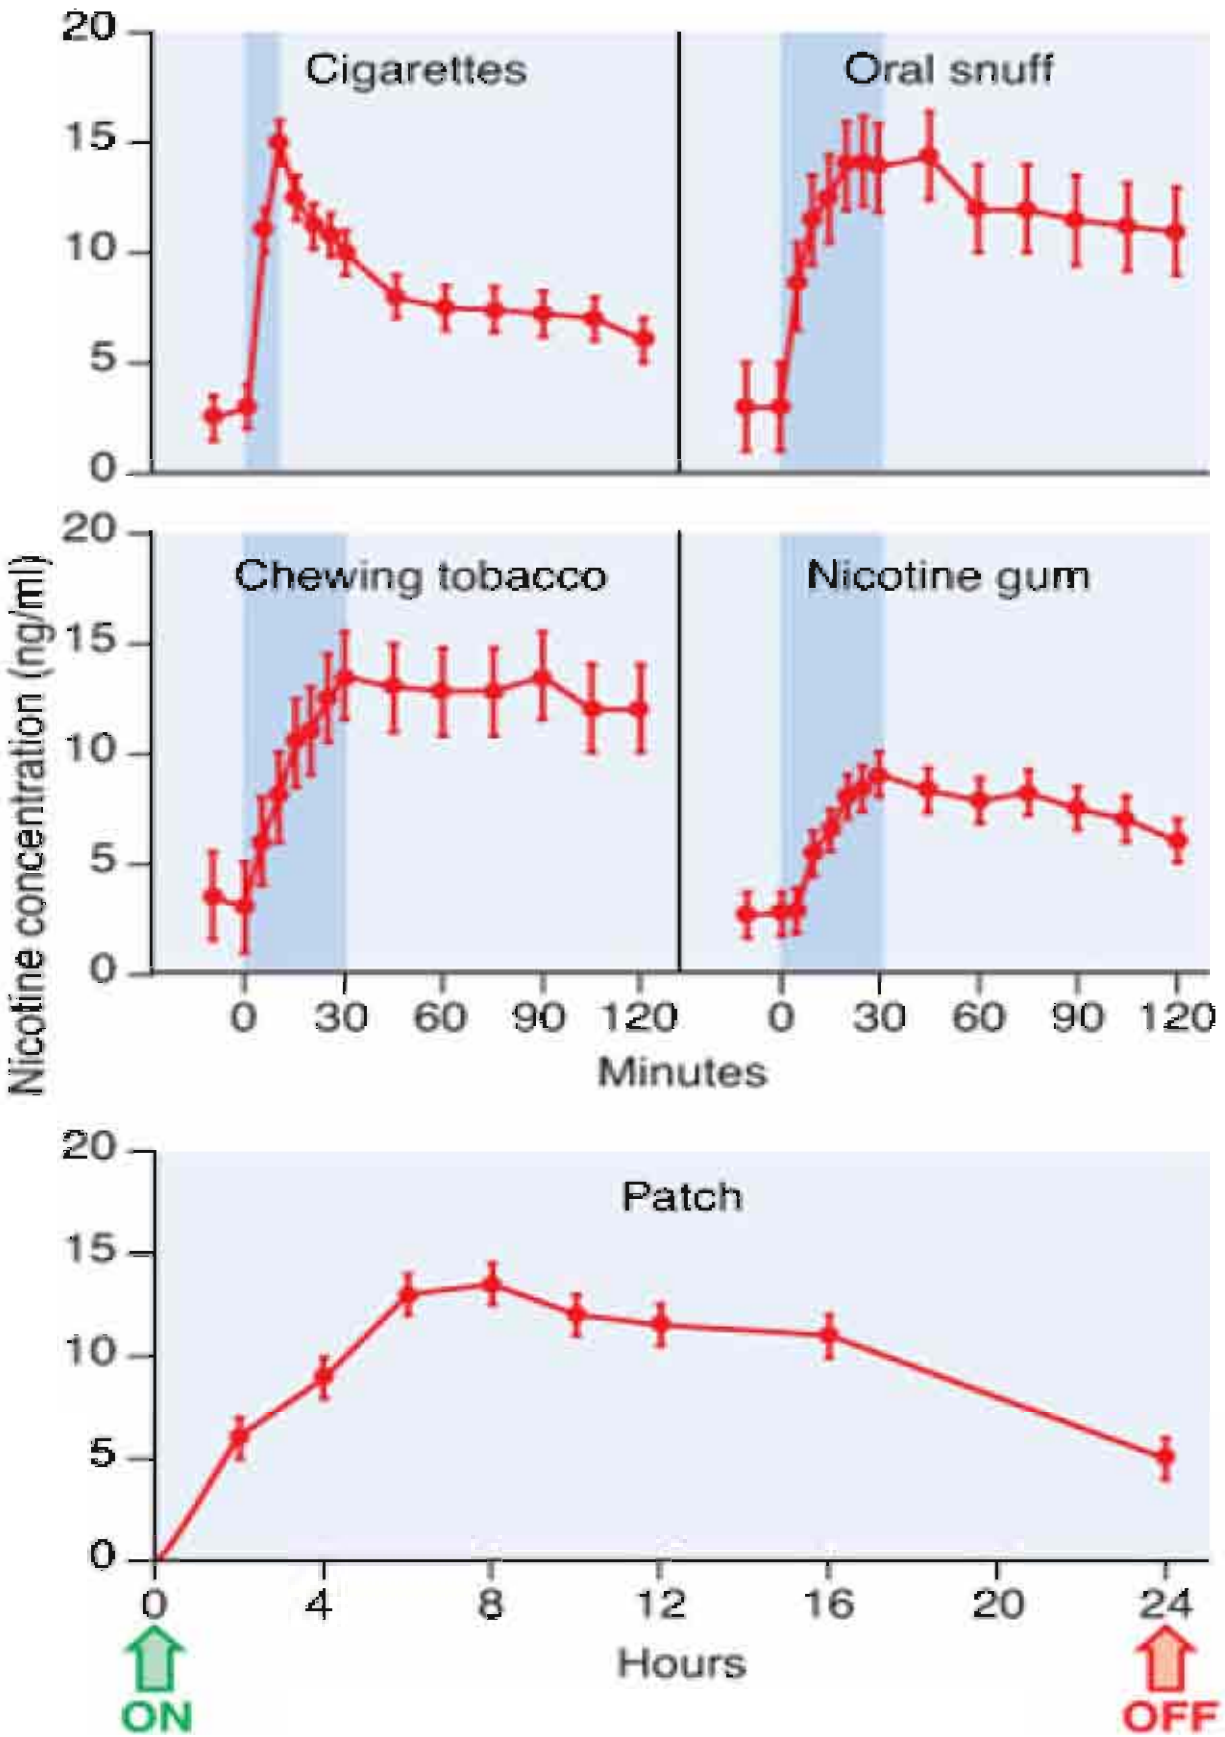 20
Cigarettes
Oral snuff
15
10
5
0
20
Chewing tobacco
Nicotine gum
15
10
5
0
0 30 60 90 120
0 30 60 90 120
Minutes
Nicotine concentration (ng/ml)
20
Patch
15
10
5
0
0 4 8 12 16 20 24
Hours
ON
OFF